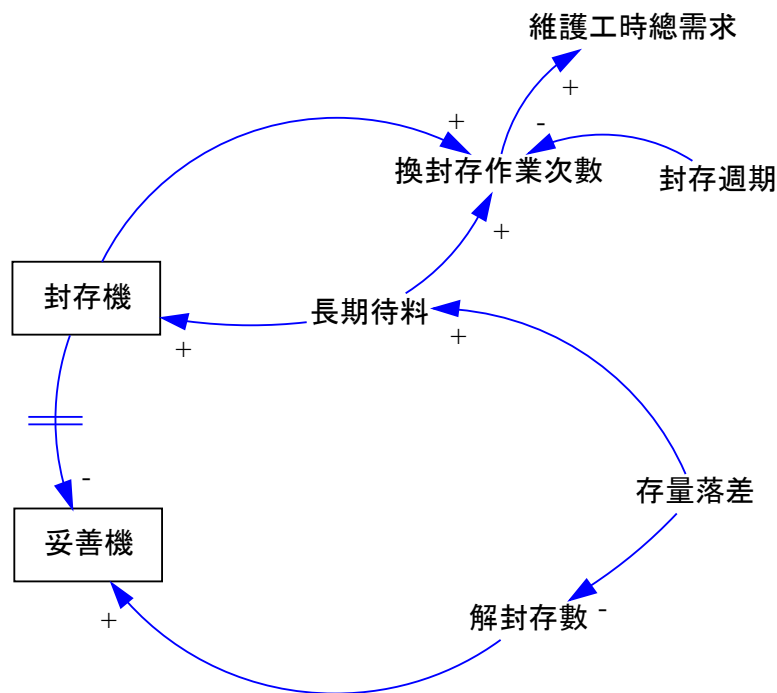 維護工時總需求
+
+
-
換封存作業次數
封存週期
+
封存機
長期待料
+
+
-
存量落差
妥善機
解封存數
-
+